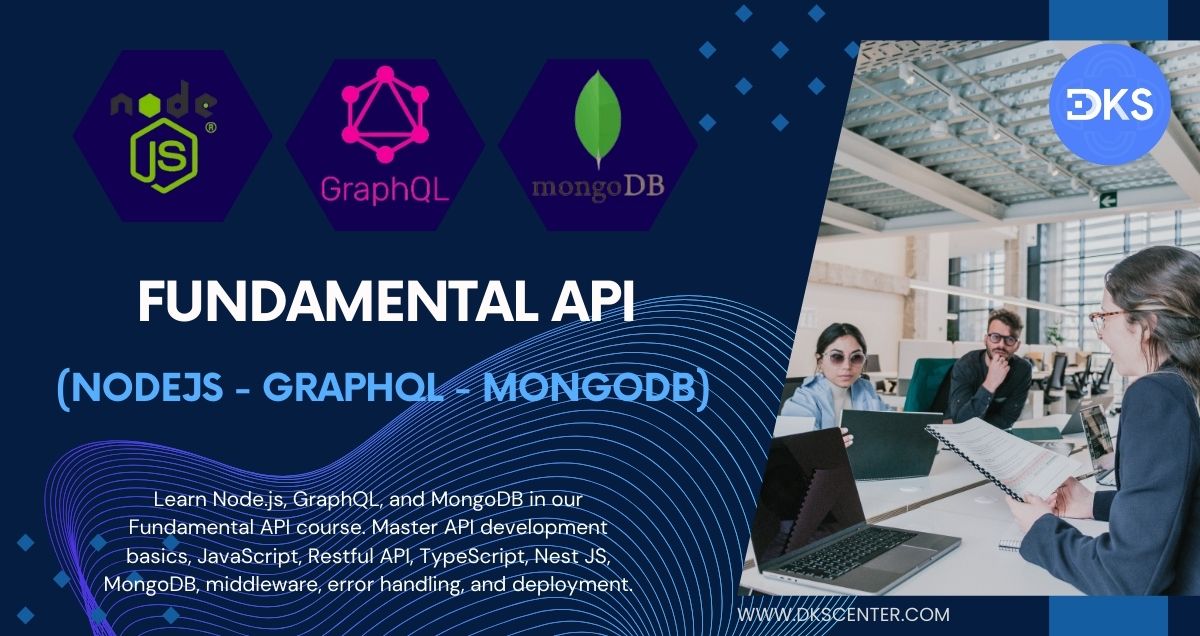 node
JS
®
GraphQL
mongoDB
DKS
FUNDAMENTAL API
(NODEJS - GRAPHQL - MONGODB)
Learn Node.js, GraphQL, and MongoDB in our
Fundamental API course. Master API development
basics, JavaScript, Restful API, TypeScript, Nest JS,
MongoDB, middleware, error handling, and deployment.
WWW.DKSCENTER.COM